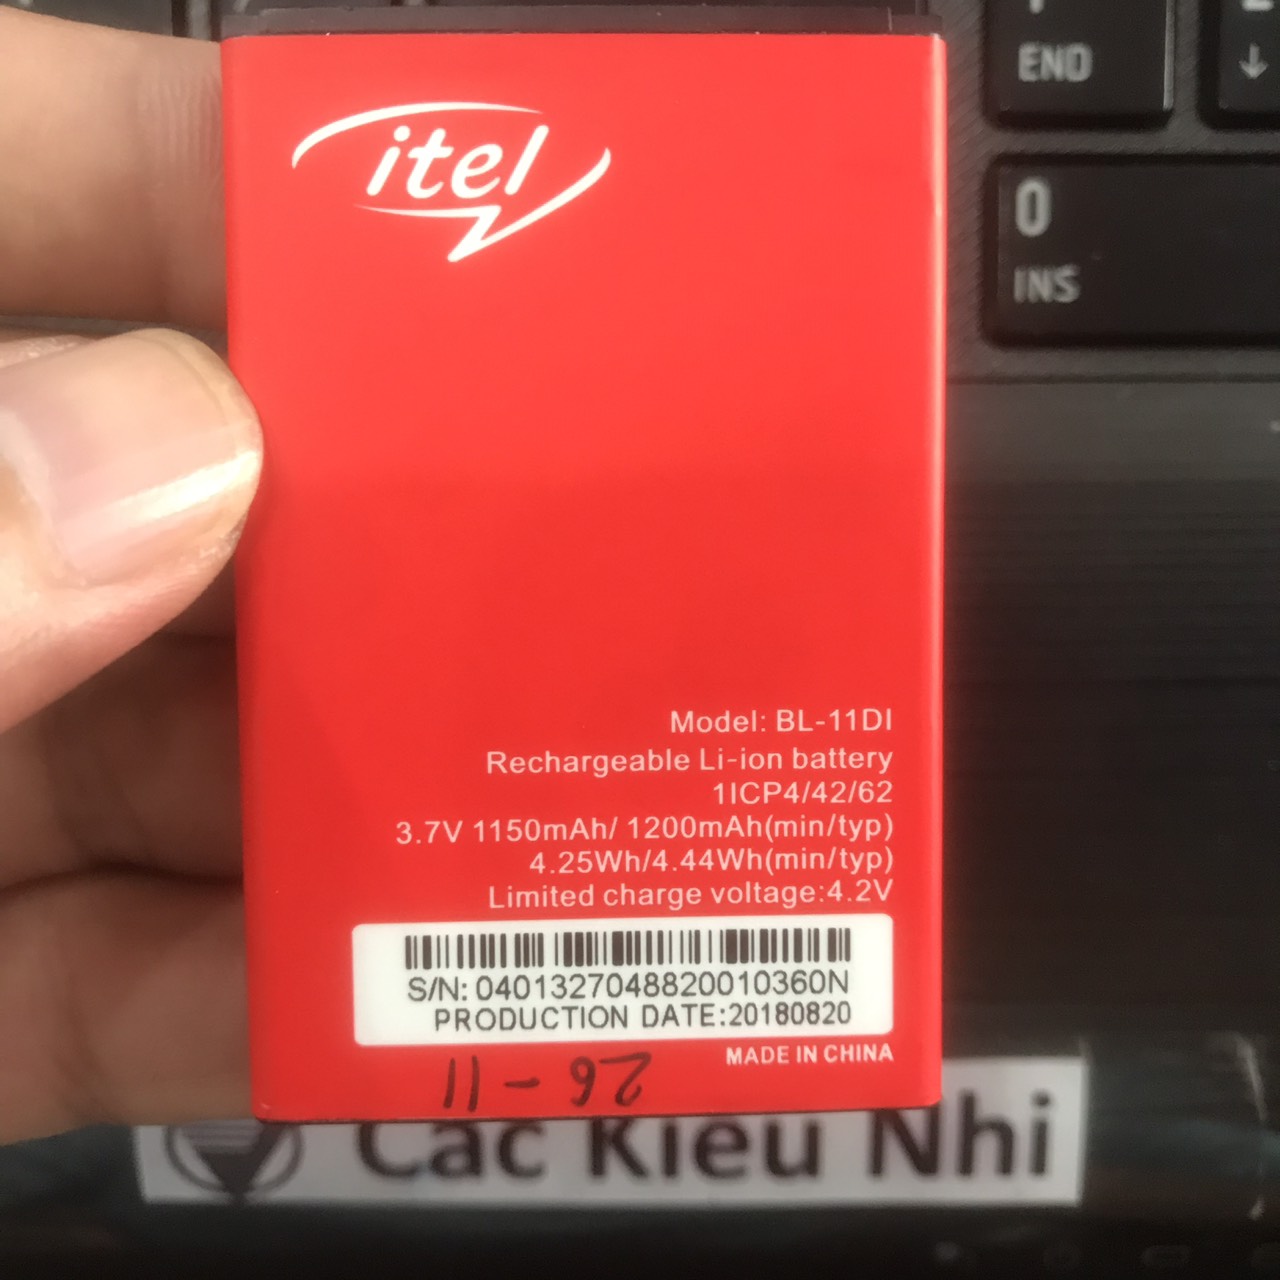 END
↓
0
INS
itel
Model: BL-11DI
Rechargeable Li-ion battery
1ICP4/42/62
3.7V 1150mAh/ 1200mAh(min/typ)
4.25Wh/4.44Wh(min/typ)
Limited charge voltage:4.2V
S/N: 0401327048820010360N
PRODUCTION DATE:20180820
MADE IN CHINA
26-11
Các Kiều Nhi